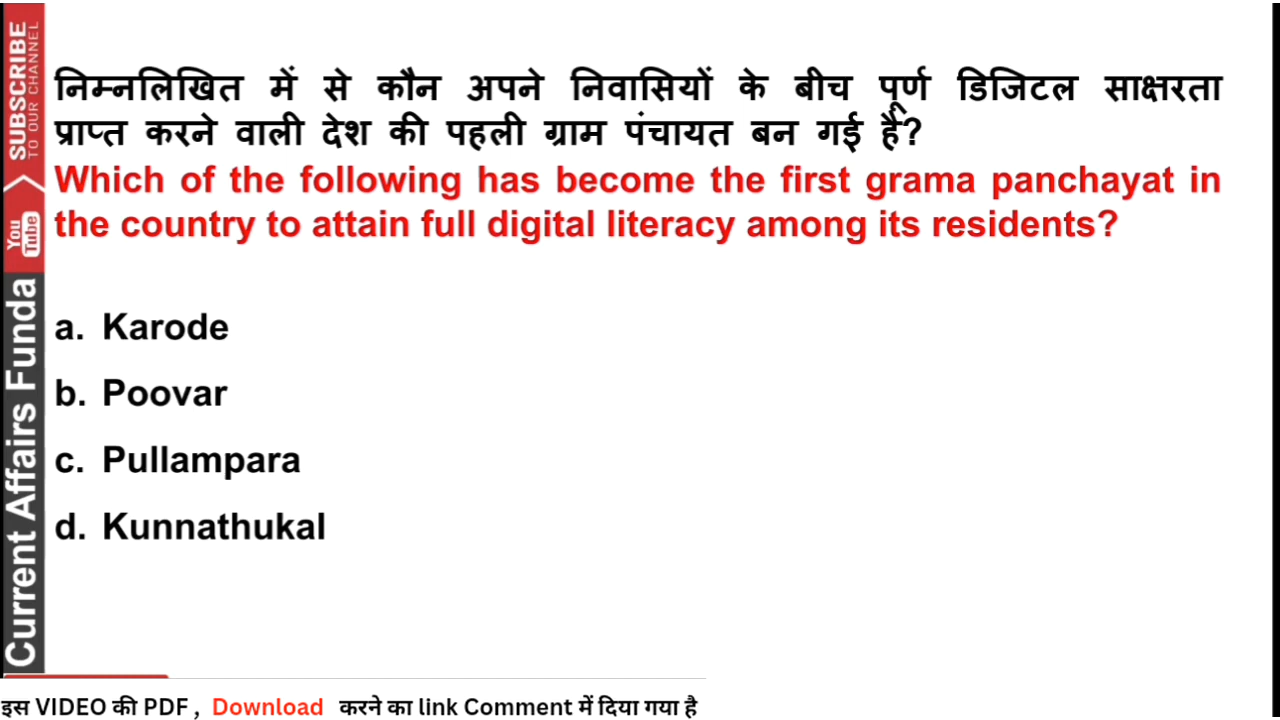 निम्नलिखित में से कौन अपने निवासियों के बीच पूर्ण डिजिटल साक्षरता
प्राप्त करने वाली देश की पहली ग्राम पंचायत बन गई है?
Which of the following has become the first grama panchayat in
the country to attain full digital literacy among its residents?
a. Karode
b. Poovar
c. Pullampara
d. Kunnathukal
SUBSCRIBE
TO OUR CHANNEL
You
Tube
Current Affairs Funda
इस VIDEO की PDF , Download करने का link Comment में दिया गया है